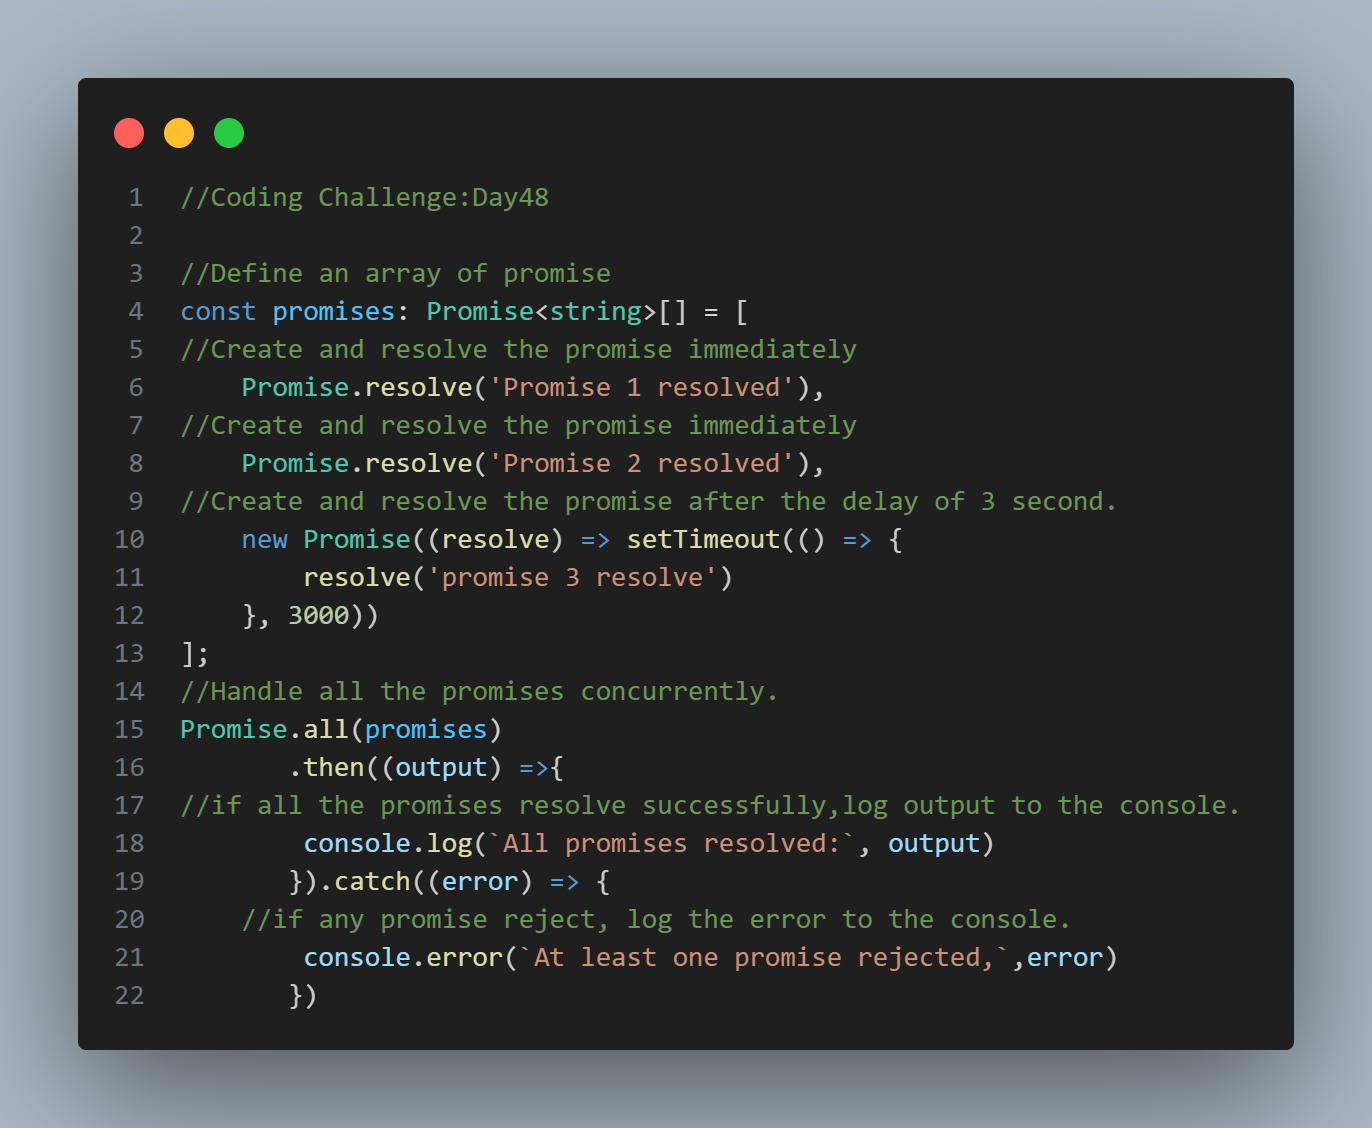 1 //Coding Challenge:Day48
2
3 //Define an array of promise
4 const promises: Promise<string>[] = [
5 //Create and resolve the promise immediately
6     Promise.resolve('Promise 1 resolved'),
7 //Create and resolve the promise immediately
8     Promise.resolve('Promise 2 resolved'),
9 //Create and resolve the promise after the delay of 3 second.
10     new Promise((resolve) => setTimeout(() => {
11         resolve('promise 3 resolve')
12     }, 3000))
13 ];
14 //Handle all the promises concurrently.
15 Promise.all(promises)
16        .then((output) =>{
17 //if all the promises resolve successfully,log output to the console.
18         console.log(`All promises resolved:`, output)
19        }).catch((error) => {
20     //if any promise reject, log the error to the console.
21         console.error(`At least one promise rejected,`,error)
22        })